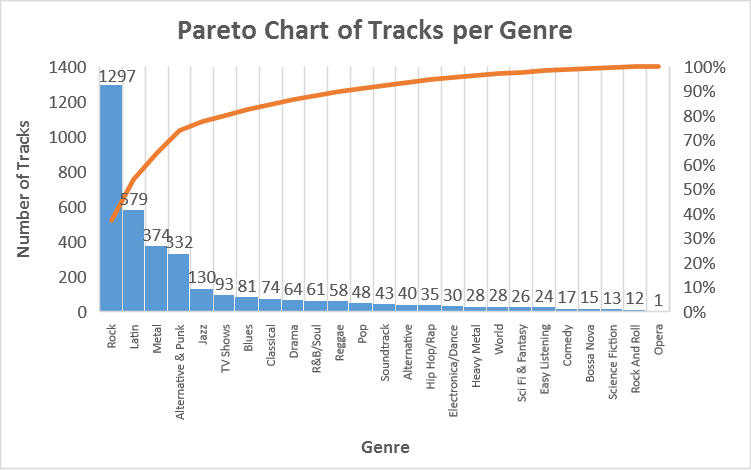 Pareto Chart of Tracks per Genre
Number of Tracks
1400
1200
1000
800
600
400
200
0
1297
579
374
332
130
93
81
74
64
61
58
48
43
40
35
30
28
28
26
24
17
15
13
12
1
100%
90%
80%
70%
60%
50%
40%
30%
20%
10%
0%
Rock
Latin
Metal
Alternative & Punk
Jazz
TV Shows
Blues
Classical
Drama
R&B/Soul
Reggae
Pop
Soundtrack
Alternative
Hip Hop/Rap
Electronica/Dance
Heavy Metal
World
Sci Fi & Fantasy
Easy Listening
Comedy
Bossa Nova
Science Fiction
Rock And Roll
Opera
Genre